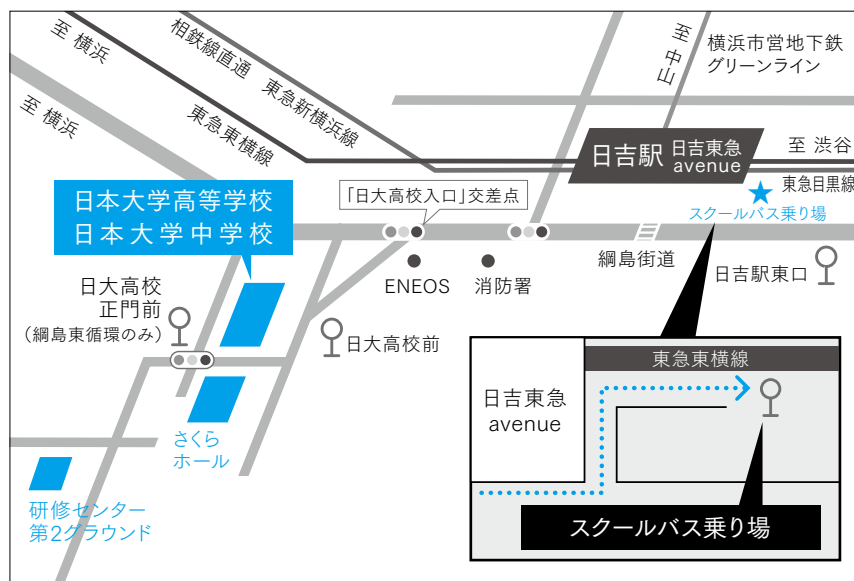 至 横浜
相鉄線直通
東急新横浜線
至 中山
横浜市営地下鉄
グリーンライン
至 横浜
東急東横線
日吉駅
日吉東急
avenue
至 渋谷
東急目黒線
スクールバス乗り場
日本大学高等学校
日本大学中学校
「日大高校入口」交差点
綱島街道
日吉駅東口
ENEOS
消防署
日大高校
正門前
(綱島東循環のみ)
日大高校前
さくら
ホール
研修センター
第2グラウンド
東急東横線
日吉東急
avenue
スクールバス乗り場